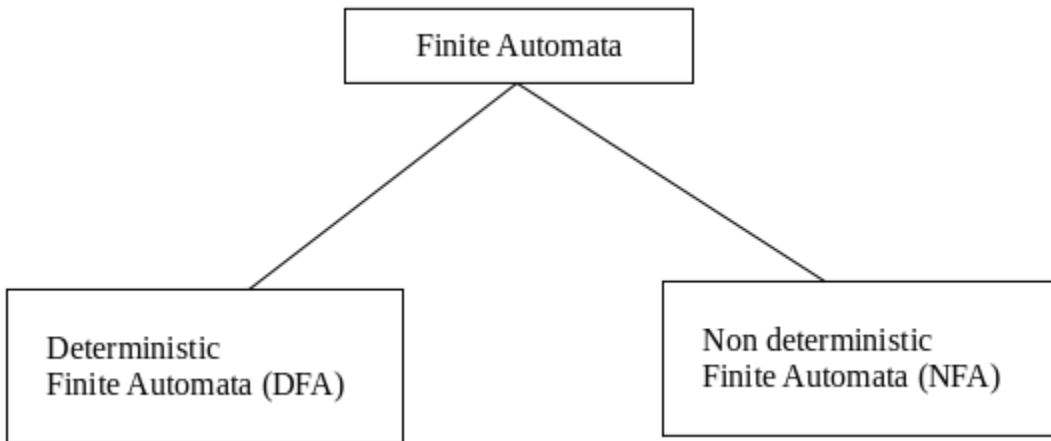 Finite Automata
Deterministic
Finite Automata (DFA)
Non deterministic
Finite Automata (NFA)